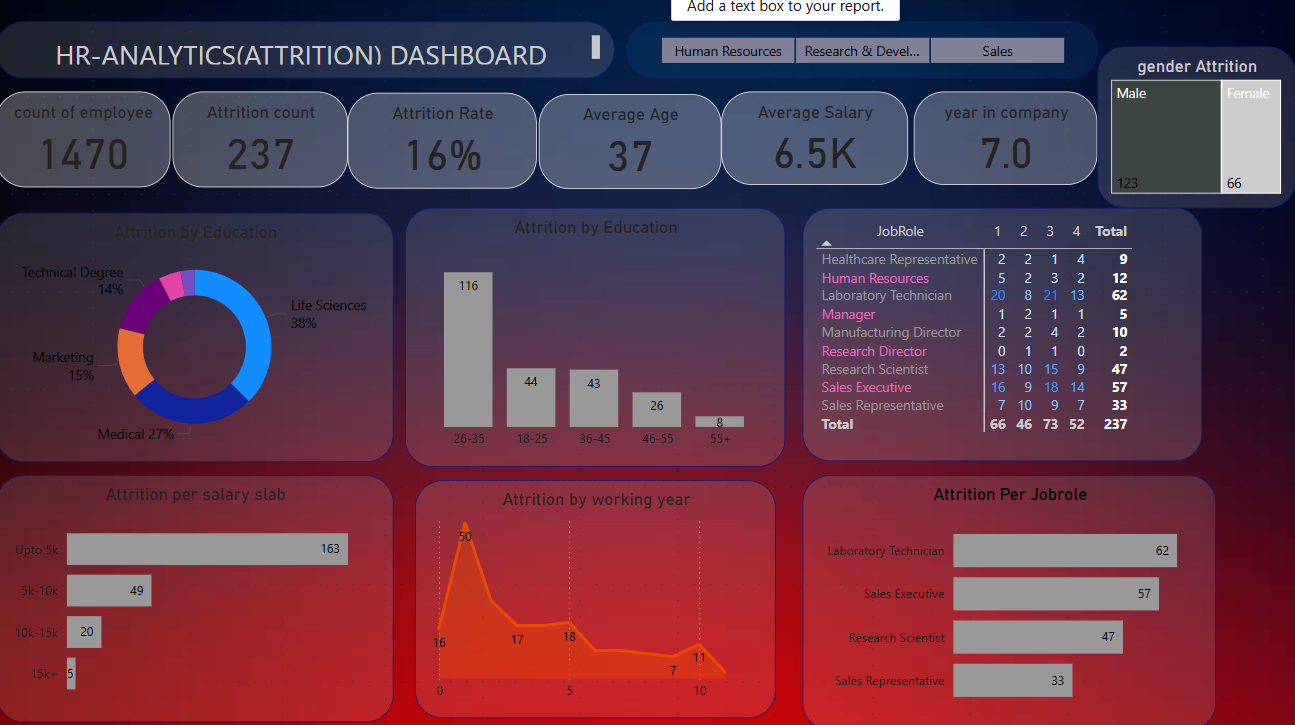 Add a text box to your report.
HR-ANALYTICS(ATTRITION) DASHBOARD
Human Resources
Research & Devel...
Sales
count of employee
1470
Attrition count
237
Attrition Rate
16%
Average Age
37
Average Salary
6.5K
year in company
7.0
gender Attrition
Male
Female
123
66
Attrition by Education
Technical Degree
14%
Life Sciences
38%
Marketing
15%
Medical 27%
Attrition by Education
116
44
43
26
8
26-35 18-25 36-45 46-55 55+
JobRole 1 2 3 4 Total
Healthcare Representative 2 2 1 4 9
Human Resources 5 2 3 2 12
Laboratory Technician 20 8 21 13 62
Manager 1 2 1 1 5
Manufacturing Director 2 2 4 2 10
Research Director 0 1 1 0 2
Research Scientist 13 10 15 9 47
Sales Executive 16 9 18 14 57
Sales Representative 7 10 9 7 33
Total 66 46 73 52 237
Attrition per salary slab
Upto 5k 163
5k-10k 49
10k-15k 20
15k+ 5
Attrition by working year
50
16
17
18
7
11
0 5 10
Attrition Per Jobrole
Laboratory Technician 62
Sales Executive 57
Research Scientist 47
Sales Representative 33